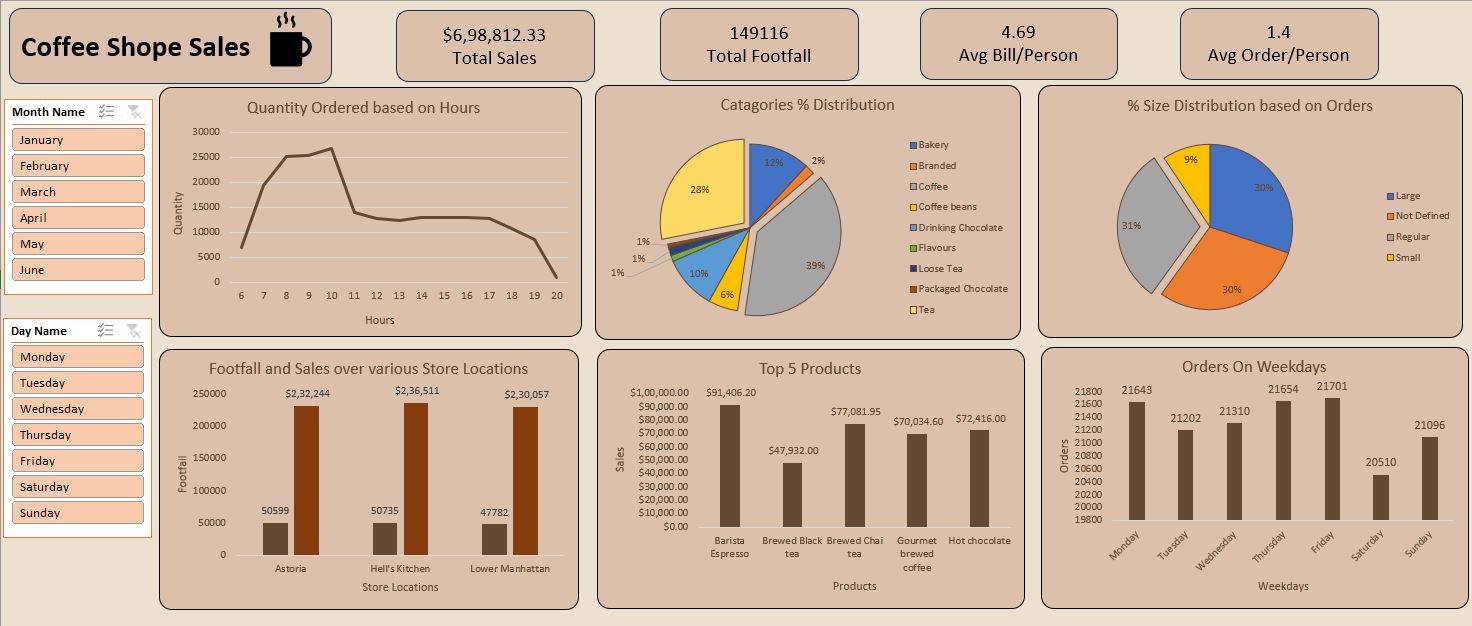 Coffee Shope Sales
$6,98,812.33
Total Sales
149116
Total Footfall
4.69
Avg Bill/Person
1.4
Avg Order/Person
Month Name
January
February
March
April
May
June
Day Name
Monday
Tuesday
Wednesday
Thursday
Friday
Saturday
Sunday
Quantity Ordered based on Hours
Quantity
30000
25000
20000
15000
10000
5000
0
6 7 8 9 10 11 12 13 14 15 16 17 18 19 20
Hours
Catagories % Distribution
12%
2%
39%
6%
10%
1%
1%
1%
28%
Bakery
Branded
Coffee
Coffee beans
Drinking Chocolate
Flavours
Loose Tea
Packaged Chocolate
Tea
% Size Distribution based on Orders
30%
30%
31%
9%
Large
Not Defined
Regular
Small
Footfall and Sales over various Store Locations
Footfall
250000
200000
150000
100000
50000
0
50599 $2,32,244
50735 $2,36,511
47782 $2,30,057
Astoria Hell's Kitchen Lower Manhattan
Store Locations
Top 5 Products
Sales
$1,00,000.00
$90,000.00
$80,000.00
$70,000.00
$60,000.00
$50,000.00
$40,000.00
$30,000.00
$20,000.00
$10,000.00
$0.00
$91,406.20
$47,932.00
$77,081.95
$70,034.60
$72,416.00
Barista
Espresso
Brewed Black
tea
Brewed Chai
tea
Gourmet
brewed
coffee
Hot chocolate
Products
Orders On Weekdays
Orders
21800
21600
21400
21200
21000
20800
20600
20400
20200
20000
19800
21643
21202
21310
21654
21701
20510
21096
Monday
Tuesday
Wednesday
Thursday
Friday
Saturday
Sunday
Weekdays